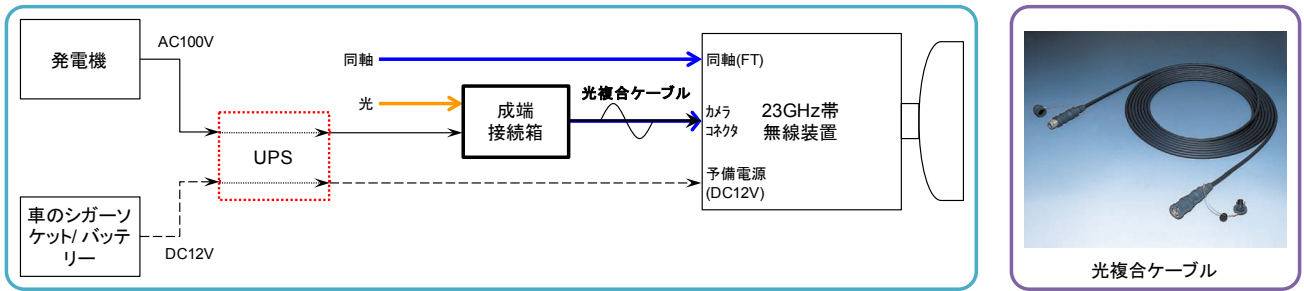 発電機
AC100V
同軸
光
UPS
車のシガーソ
ケット/ バッテ
リー
DC12V
成端
接続箱
光複合ケーブル
同軸(FT)
カメラ
コネクタ
23GHz帯
無線装置
予備電源
(DC12V)
光複合ケーブル